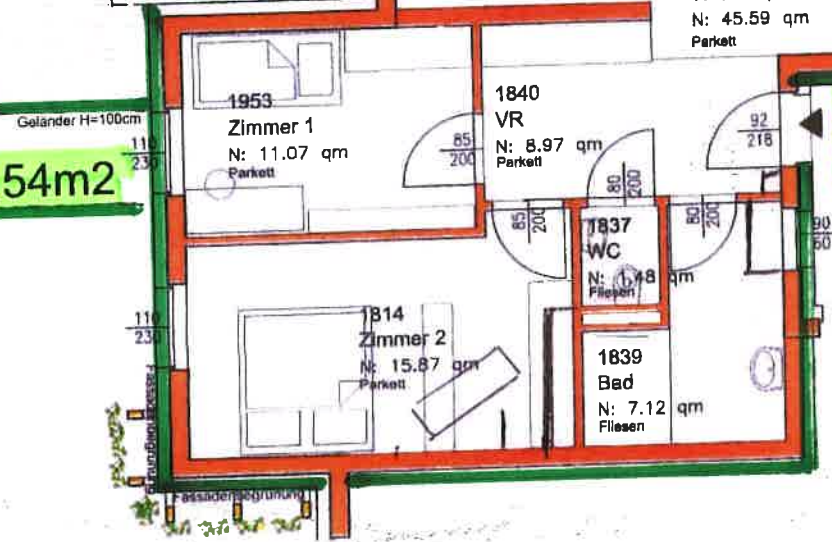 N: 45.59 qm
Parkett
1953
Zimmer 1
N: 11.07 qm
Parkett
1840
VR
N: 8.97 qm
Parkett
Geländer H=100cm
110
230
54m2
85
200
92
218
80
200
85
200
80
200
1837
WC
N: 1.48 qm
Fliesen
90
60
1814
Zimmer 2
N: 15.87 qm
Parkett
110
230
1839
Bad
N: 7.12 qm
Fliesen
Fassadenbegrünung
Fassadenbegrünung